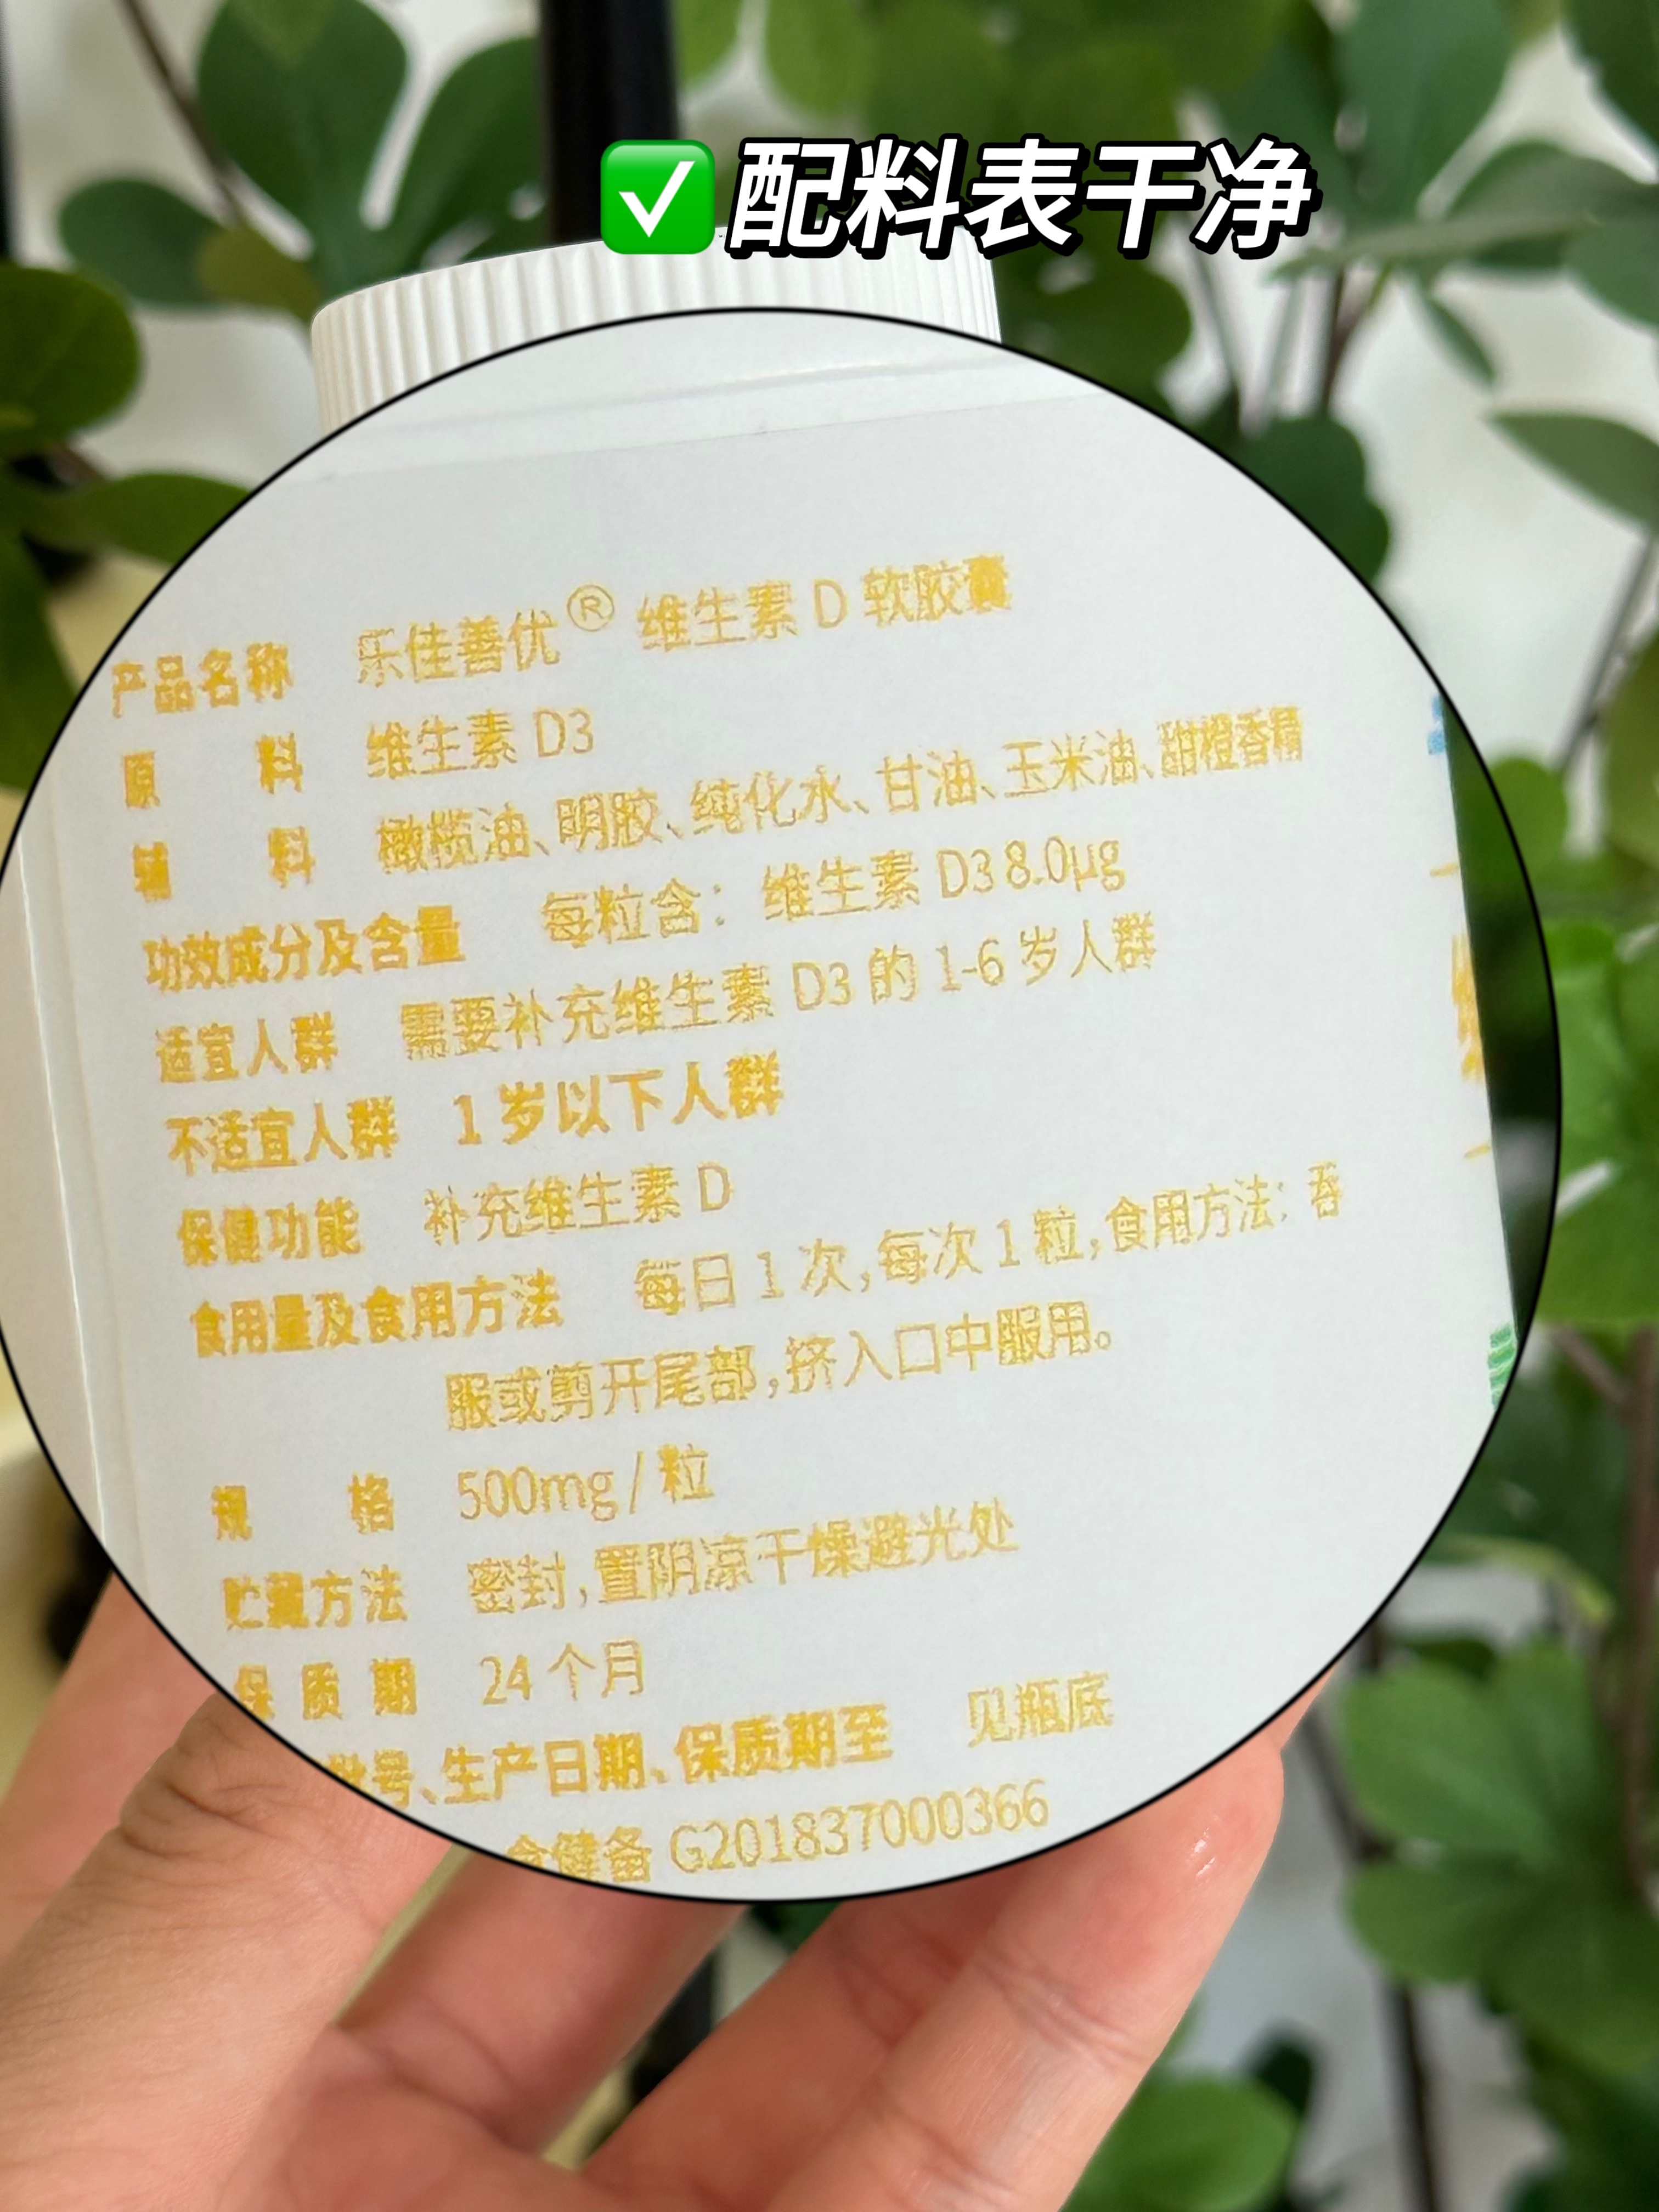 ✅配料表干净
产品名称 乐佳善优® 维生素 D 软胶囊
原料 维生素 D3
辅料 橄榄油、明胶、纯化水、甘油、玉米油、甜橙香精
功效成分及含量 每粒含：维生素 D3 8.0μg
适宜人群 需要补充维生素 D3 的 1-6 岁人群
不适宜人群 1 岁以下人群
保健功能 补充维生素 D
食用量及食用方法 每日 1 次，每次 1 粒，食用方法：吞
服或剪开尾部，挤入口中服用。
规格 500mg / 粒
贮藏方法 密封，置阴凉干燥避光处
保质期 24 个月
批号、生产日期、保质期至 见瓶底
食健备 G201837000366